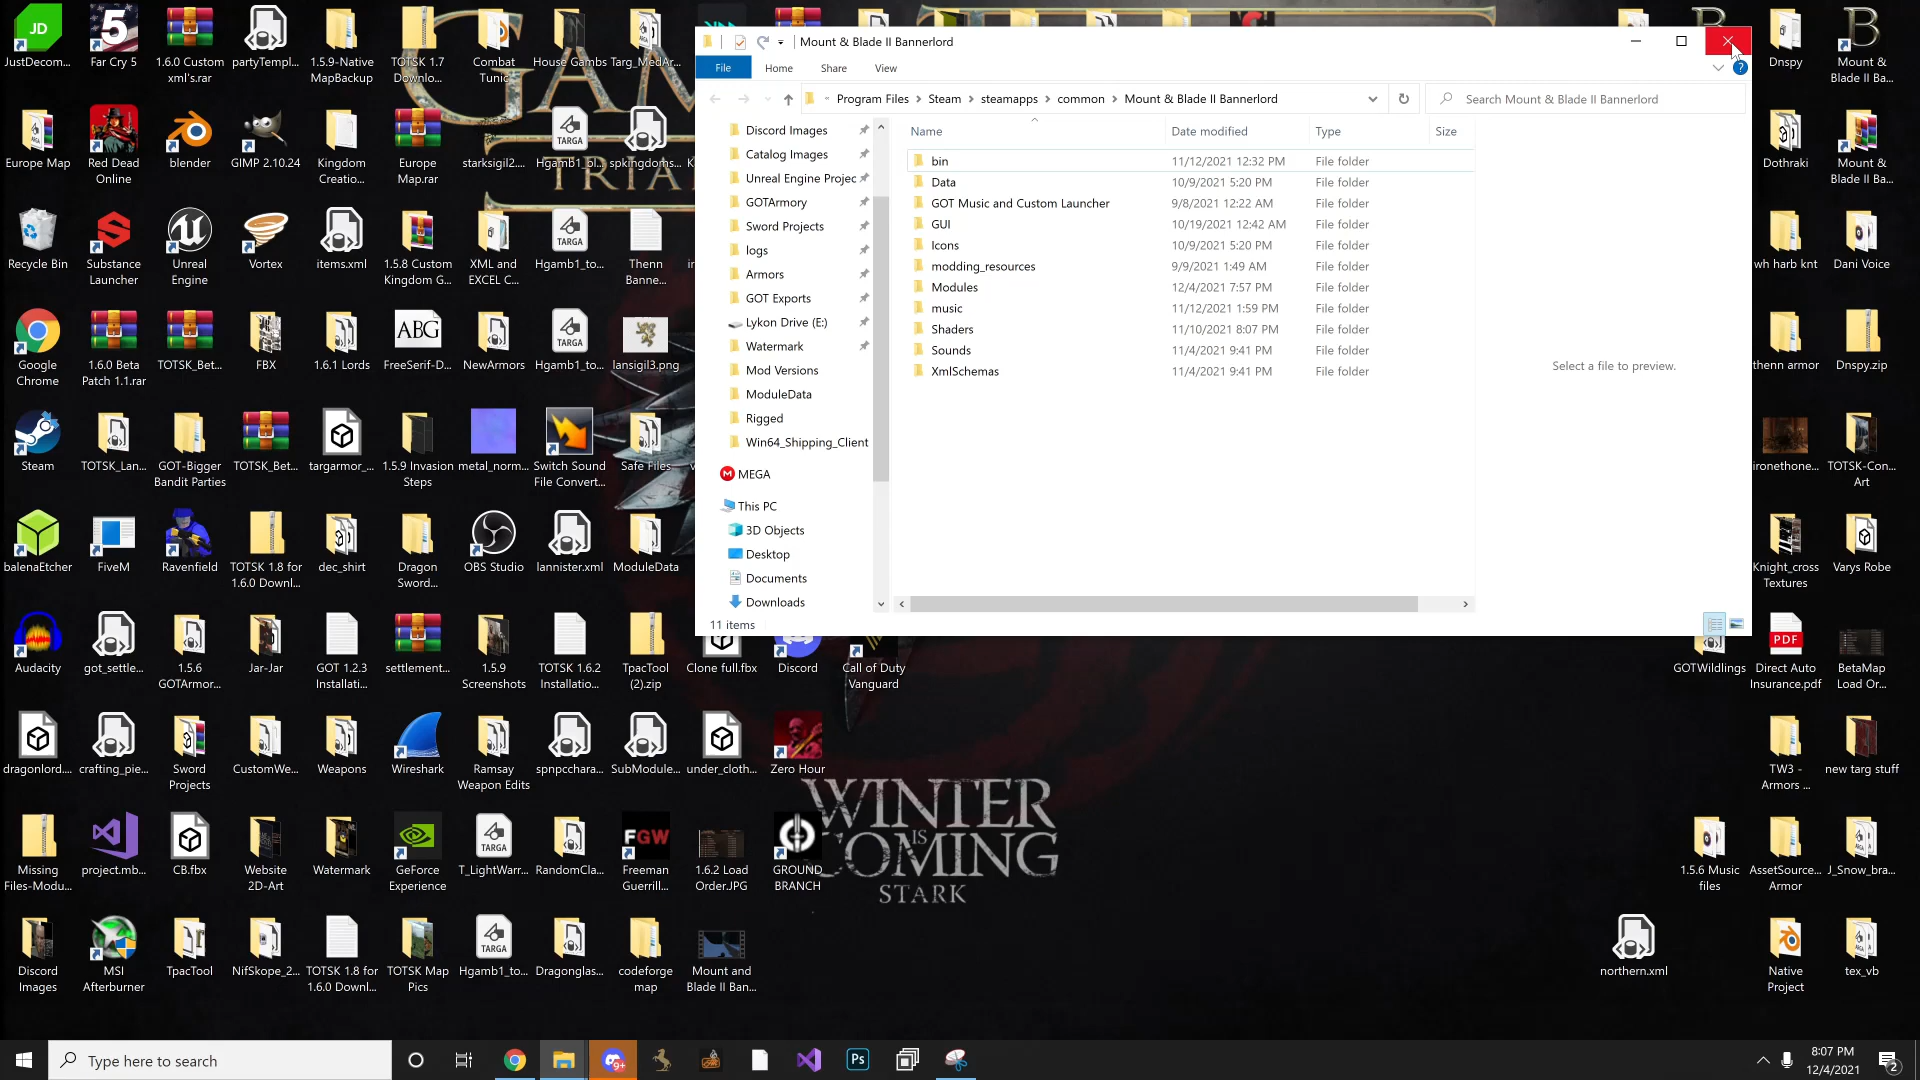 Mount & Blade II Bannerlord
File
Home
Share
View
«
Program Files
Steam
steamapps
common
Mount & Blade II Bannerlord
Search Mount & Blade II Bannerlord
Discord Images
Catalog Images
Unreal Engine Projec
GOTArmory
Sword Projects
logs
Armors
GOT Exports
Lykon Drive (E:)
Watermark
Mod Versions
ModuleData
Rigged
Win64_Shipping_Client
MEGA
This PC
3D Objects
Desktop
Documents
Downloads
Name Date modified Type Size
bin 11/12/2021 12:32 PM File folder
Data 10/9/2021 5:20 PM File folder
GOT Music and Custom Launcher 9/8/2021 12:22 AM File folder
GUI 10/19/2021 12:42 AM File folder
Icons 10/9/2021 5:20 PM File folder
modding_resources 9/9/2021 1:49 AM File folder
Modules 12/4/2021 7:57 PM File folder
music 11/12/2021 1:59 PM File folder
Shaders 11/10/2021 8:07 PM File folder
Sounds 11/4/2021 9:41 PM File folder
XmlSchemas 11/4/2021 9:41 PM File folder
Select a file to preview.
11 items
JD
5
JustDecom...
Far Cry 5
1.6.0 Custom
xml's.rar
partyTempl...
1.5.9-Native
MapBackup
TOTSK 1.7
Downlo...
Combat
Tunic
House Gambs
Targ_MedAr...
Dnspy
Mount &
Blade II Ba...
Europe Map
Red Dead
Online
blender
GIMP 2.10.24
Kingdom
Creatio...
Europe
Map.rar
starksigil2....
TARGA
Hgamb1_bl...
spkingdoms...
Dothraki
Mount &
Blade II Ba...
Recycle Bin
Substance
Launcher
Unreal
Engine
Vortex
items.xml
1.5.8 Custom
Kingdom G...
XML and
EXCEL C...
TARGA
Hgamb1_to...
Thenn
Banne...
wh harb knt
Dani Voice
Google
Chrome
1.6.0 Beta
Patch 1.1.rar
TOTSK_Bet...
FBX
1.6.1 Lords
ABG
FreeSerif-D...
NewArmors
TARGA
Hgamb1_to...
lansigil3.png
thenn armor
Dnspy.zip
Steam
TOTSK_Lan...
GOT-Bigger
Bandit Parties
TOTSK_Bet...
targarmor_...
1.5.9 Invasion
Steps
metal_norm...
Switch Sound
File Convert...
Safe Files
ironethone...
TOTSK-Con...
Art
balenaEtcher
FiveM
Ravenfield
TOTSK 1.8 for
1.6.0 Downl...
dec_shirt
Dragon
Sword...
OBS Studio
lannister.xml
ModuleData
Knight_cross
Textures
Varys Robe
Audacity
got_settle...
1.5.6
GOTArmor...
Jar-Jar
GOT 1.2.3
Installati...
settlement...
1.5.9
Screenshots
TOTSK 1.6.2
Installatio...
TpacTool
(2).zip
Clone full.fbx
Discord
Call of Duty
Vanguard
GOTWildlings
PDF
Direct Auto
Insurance.pdf
BetaMap
Load Or...
dragonlord....
crafting_pie...
Sword
Projects
CustomWe...
Weapons
Wireshark
Ramsay
Weapon Edits
spnpcchara...
SubModule...
under_cloth...
Zero Hour
TW3 -
Armors ...
new targ stuff
WINTER
IS
COMING
STARK
Missing
Files-Modu...
project.mb...
CB.fbx
Website
2D-Art
Watermark
GeForce
Experience
TARGA
T_LightWarr...
RandomCla...
FGW
Freeman
Guerrill...
1.6.2 Load
Order.JPG
GROUND
BRANCH
1.5.6 Music
files
AssetSource...
Armor
J_Snow_bra...
Discord
Images
MSI
Afterburner
TpacTool
NifSkope_2...
TOTSK 1.8 for
1.6.0 Downl...
TOTSK Map
Pics
TARGA
Hgamb1_to...
Dragonglas...
codeforge
map
Mount and
Blade II Ban...
northern.xml
Native
Project
tex_vb
Type here to search
9+
Ps
8:07 PM
12/4/2021
2